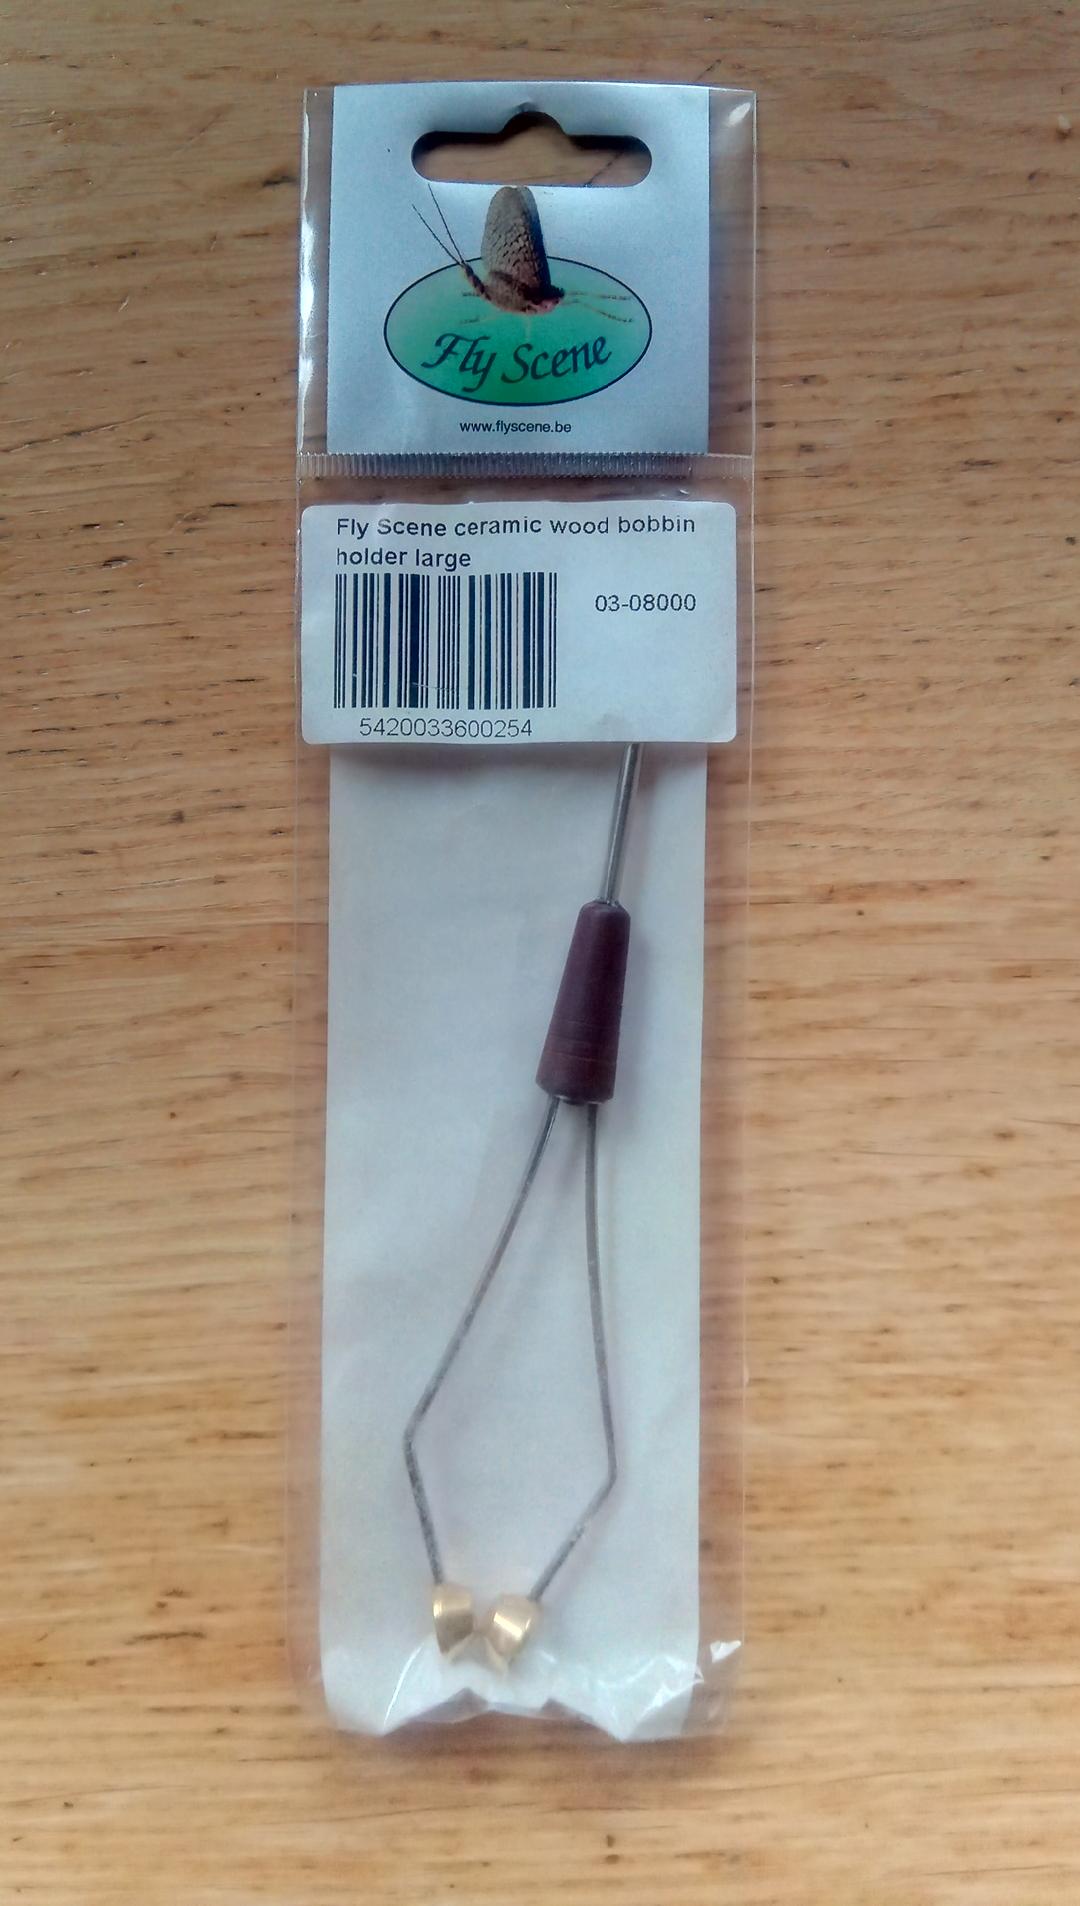 Fly Scene
www.flyscene.be
Fly Scene ceramic wood bobbin
holder large
03-08000
5420033600254